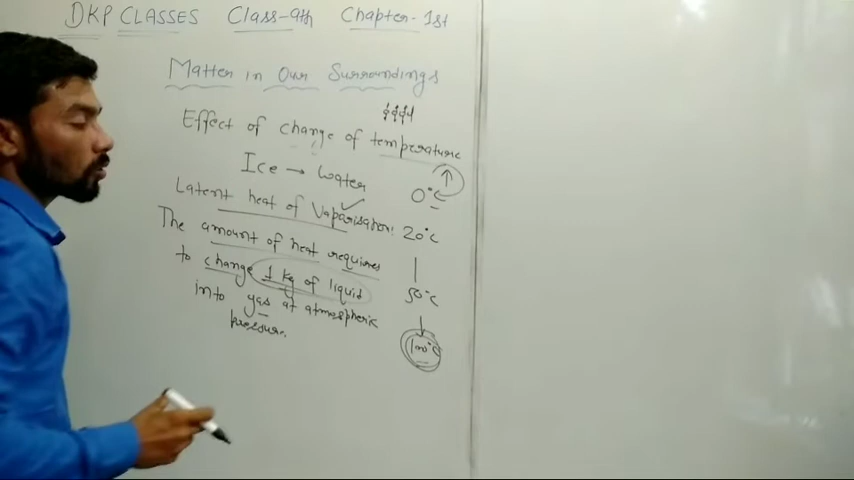 DKP CLASSES Class-9th Chapter-1st
Matter in Our Surroundings
Effect of change of temperature
Ice → Water
0°C
Latent heat of Vaparisation:
20°C
The amount of heat requires
to change 1 kg of liquid
50°C
into gas at atmospheric
pressure.
100°C